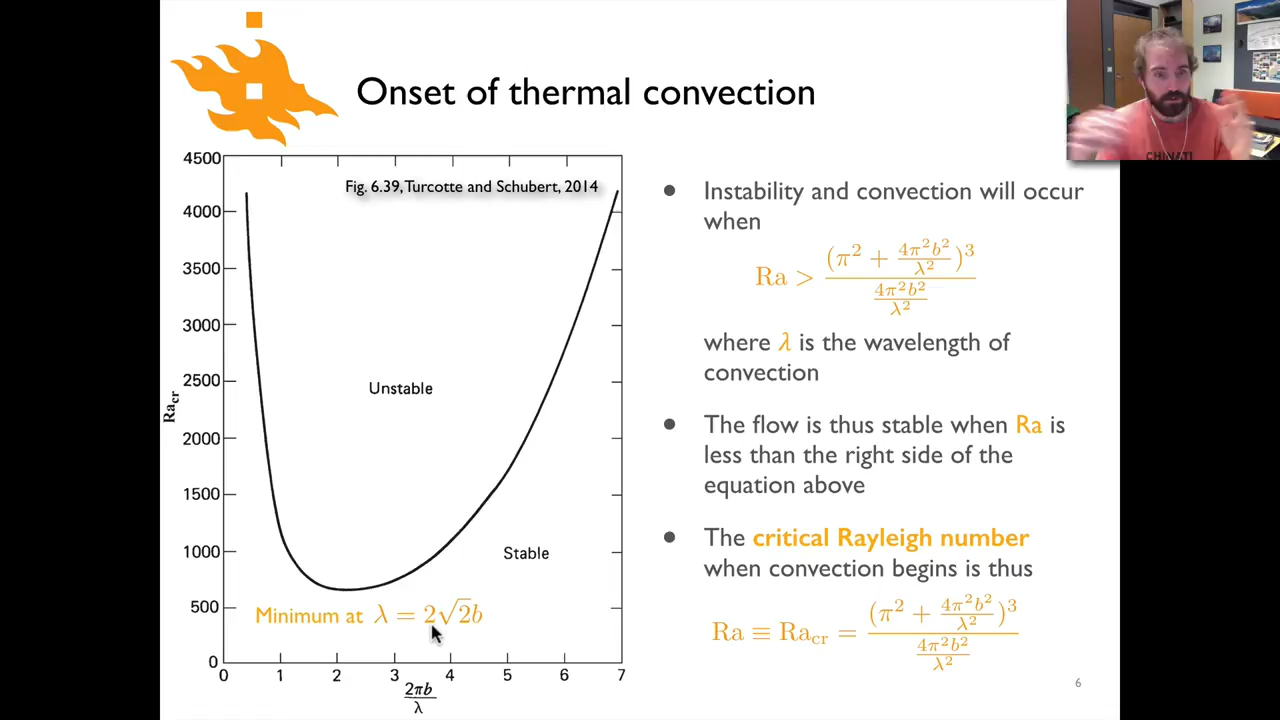 Onset of thermal convection
Fig. 6.39, Turcotte and Schubert, 2014
4500
4000
3500
3000
2500
2000
1500
1000
500
0
Ra_cr
Unstable
Stable
Minimum at λ = 2√2b
0 1 2 3 4 5 6 7
2πb
λ
● Instability and convection will occur
when
Ra > (π² + 4π²b²/λ²)³ / (4π²b²/λ²)
where λ is the wavelength of
convection
● The flow is thus stable when Ra is
less than the right side of the
equation above
● The critical Rayleigh number
when convection begins is thus
Ra ≡ Ra_cr = (π² + 4π²b²/λ²)³ / (4π²b²/λ²)
6
CHINATI